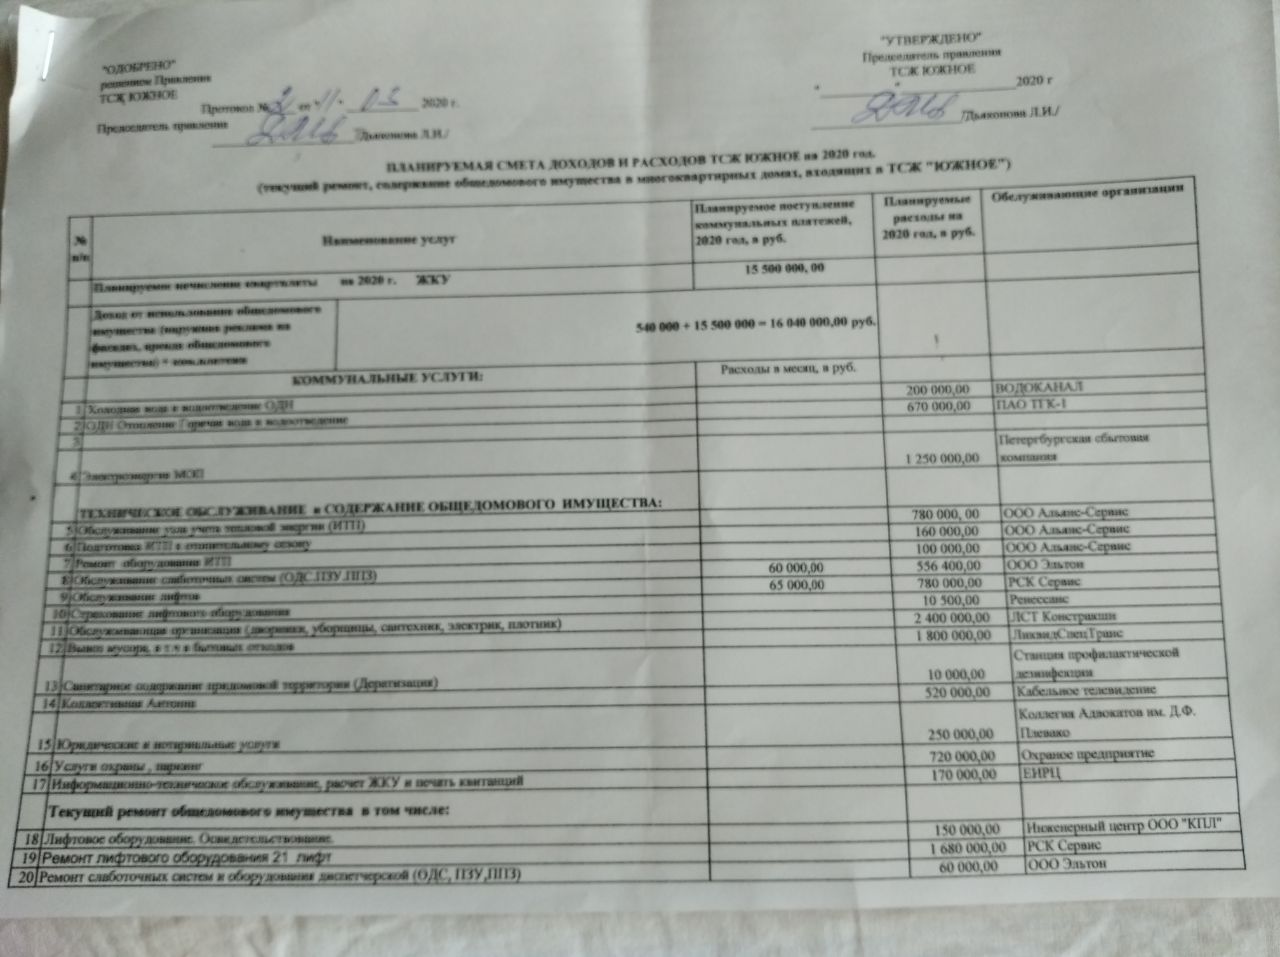 "ОДОБРЕНО"
решением Правления
ТСЖ ЮЖНОЕ
Протокол № 2 от "11" 03 2020 г.
Председатель правления /Дьяконова Л.И./
"УТВЕРЖДЕНО"
Председатель правления
ТСЖ ЮЖНОЕ
" " 2020 г
/Дьяконова Л.И./
ПЛАНИРУЕМАЯ СМЕТА ДОХОДОВ И РАСХОДОВ ТСЖ ЮЖНОЕ на 2020 год.
(текущий ремонт, содержание общедомового имущества в многоквартирных домах, входящих в ТСЖ "ЮЖНОЕ")
№ п/п
Наименование услуг
Планируемое поступление
коммунальных платежей,
2020 год, в руб.
Планируемые
расходы на
2020 год, в руб.
Обслуживающие организации
Планируемое начисление квартплаты на 2020 г. ЖКУ 15 500 000, 00
Доход от использования общедомового
имущества (наружная реклама на
фасадах, аренда общедомового
имущества) +
540 000 + 15 500 000 = 16 040 000,00 руб.
КОММУНАЛЬНЫЕ УСЛУГИ: Расходы в месяц, в руб.
1 Холодная вода и водоотведение ОДН 200 000,00 ВОДОКАНАЛ
2 ОДН Отопление Горячая вода и водоотведение 670 000,00 ПАО ТГК-1
3
4 Электроэнергия МОП 1 250 000,00 Петергбургская сбытовая
компания
ТЕХНИЧЕСКОЕ ОБСЛУЖИВАНИЕ и СОДЕРЖАНИЕ ОБЩЕДОМОВОГО ИМУЩЕСТВА:
5 Обслуживание узла учета тепловой энергии (ИТП) 780 000, 00 ООО Альянс-Сервис
6 Подготовка ИТП к отопительному сезону 160 000,00 ООО Альянс-Сервис
7 Ремонт оборудования ИТП 100 000,00 ООО Альянс-Сервис
8 Обслуживание слаботочных систем (ОДС.ПЗУ.ППЗ) 60 000,00 556 400,00 ООО Эльтон
9 Обслуживание лифтов 65 000,00 780 000,00 РСК Сервис
10 Страхование лифтового оборудования 10 500,00 Ренессанс
11 Обслуживающая организация (дворники, уборщицы, сантехник, электрик, плотник) 2 400 000,00 ЛСТ Констракшн
12 Вывоз мусора, в т.ч и бытовых отходов 1 800 000,00 ЛиквидСпецТранс
13 Санитарное содержание придомовой территории (Дератизация) 10 000,00 Станция профилактической
дезинфекции
14 Коллективная Антенна 520 000,00 Кабельное телевидение
15 Юридические и нотариальные услуги 250 000,00 Коллегия Адвокатов им. Д.Ф.
Плевако
16 Услуги охраны , паркинг 720 000,00 Охраное предприятие
17 Информационно-техническое обслуживание, расчет ЖКУ и печать квитанций 170 000,00 ЕИРЦ
Текущий ремонт общедомового имущества в том числе:
18 Лифтовое оборудование. Освидетельствование. 150 000,00 Инженерный центр ООО "КПЛ"
19 Ремонт лифтового оборудования 21 лифт 1 680 000,00 РСК Сервис
20 Ремонт слаботочных систем и оборудования диспетчерской (ОДС, ПЗУ,ППЗ) 60 000,00 ООО Эльтон